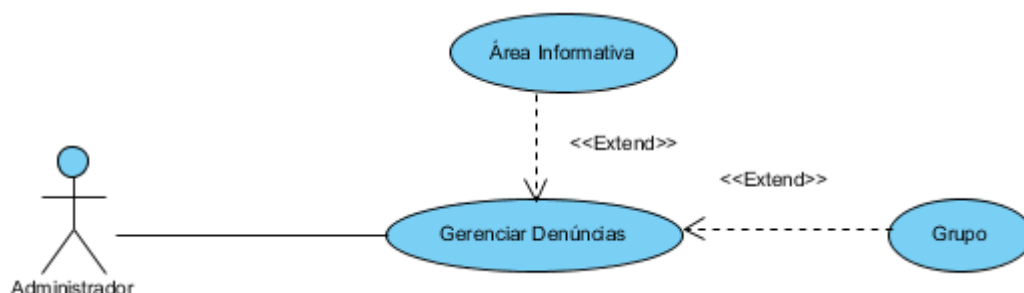 Área Informativa
<<Extend>>
<<Extend>>
Gerenciar Denúncias
Grupo
Administrador